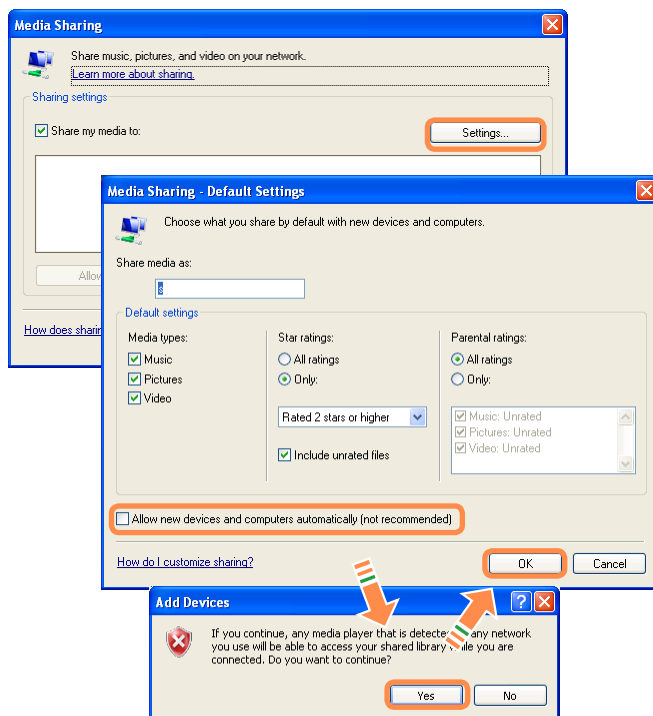 Media Sharing
Share music, pictures, and video on your network.
Learn more about sharing.
Sharing settings
Share my media to:
Settings...
Allow
How does sharin
Media Sharing - Default Settings
Choose what you share by default with new devices and computers.
Share media as:
s
Default settings
Media types:
Music
Pictures
Video
Star ratings:
All ratings
Only:
Rated 2 stars or higher
Include unrated files
Parental ratings:
All ratings
Only:
Music: Unrated
Pictures: Unrated
Video: Unrated
Allow new devices and computers automatically (not recommended)
How do I customize sharing?
OK
Cancel
Add Devices
If you continue, any media player that is detected any network
you use will be able to access your shared library while you are
connected. Do you want to continue?
Yes
No